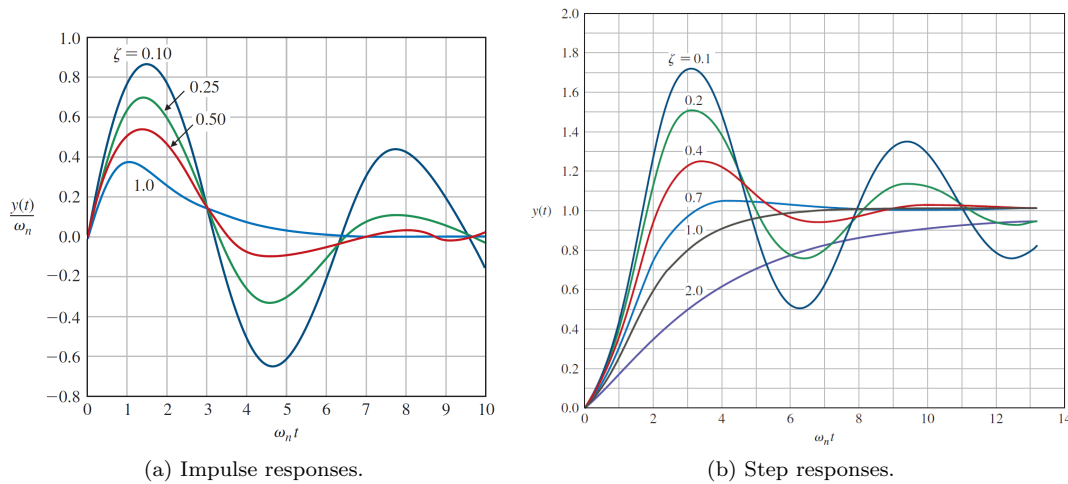 1.0
0.8
0.6
0.4
0.2
0.0
−0.2
−0.4
−0.6
−0.8
y(t)
ωn
ζ = 0.10
0.25
0.50
1.0
0 1 2 3 4 5 6 7 8 9 10
ωn t
(a) Impulse responses.
2.0
1.8
1.6
1.4
1.2
1.0
0.8
0.6
0.4
0.2
0.0
y(t)
ζ = 0.1
0.2
0.4
0.7
1.0
2.0
0 2 4 6 8 10 12 14
ωn t
(b) Step responses.